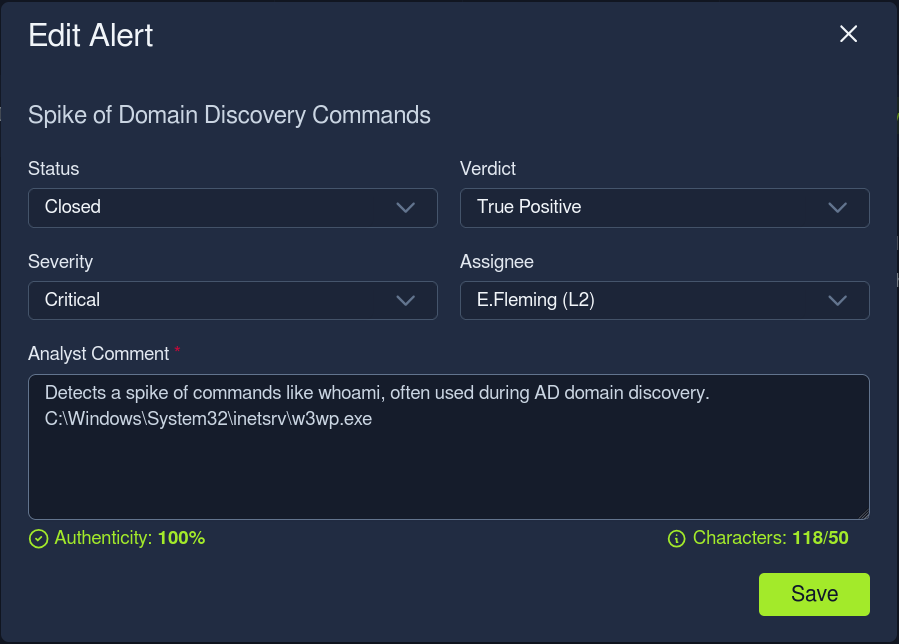 Edit Alert
Spike of Domain Discovery Commands
Status
Verdict
Closed
True Positive
Severity
Assignee
Critical
E.Fleming (L2)
Analyst Comment *
Detects a spike of commands like whoami, often used during AD domain discovery.
C:\Windows\System32\inetsrv\w3wp.exe
Authenticity: 100%
Characters: 118/50
Save